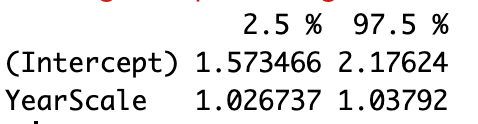 2.5 % 97.5 %
(Intercept) 1.573466 2.17624
YearScale 1.026737 1.03792